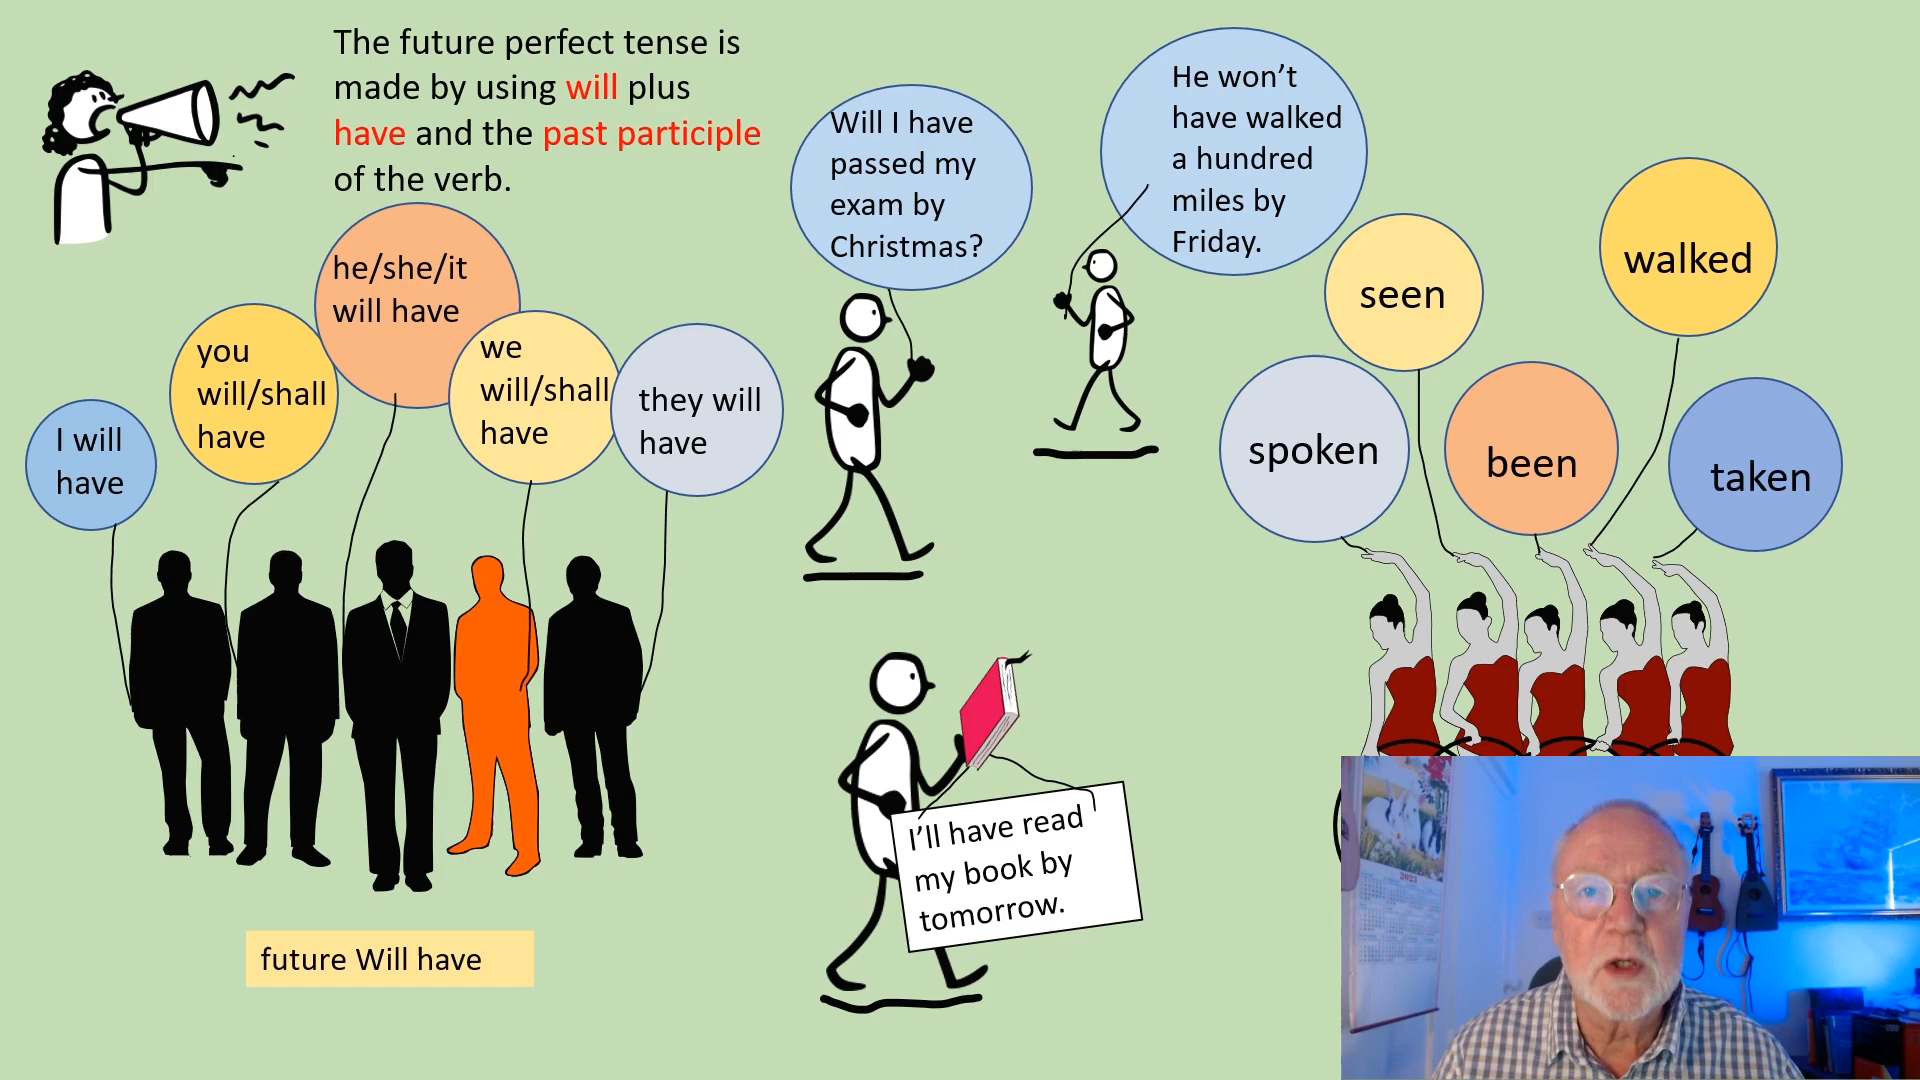 The future perfect tense is
made by using will plus
have and the past participle
of the verb.
I will
have
you
will/shall
have
he/she/it
will have
we
will/shall
have
they will
have
future Will have
Will I have
passed my
exam by
Christmas?
He won’t
have walked
a hundred
miles by
Friday.
I’ll have read
my book by
tomorrow.
spoken
seen
been
walked
taken